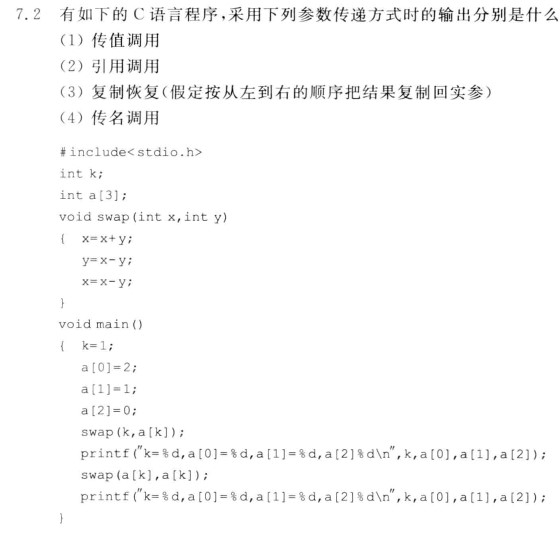 7.2 有如下的 C 语言程序,采用下列参数传递方式时的输出分别是什么
(1) 传值调用
(2) 引用调用
(3) 复制恢复(假定按从左到右的顺序把结果复制回实参)
(4) 传名调用
#include<stdio.h>
int k;
int a[3];
void swap(int x,int y)
{ x=x+y;
y=x-y;
x=x-y;
}
void main()
{ k=1;
a[0]=2;
a[1]=1;
a[2]=0;
swap(k,a[k]);
printf("k=%d,a[0]=%d,a[1]=%d,a[2]%d\n",k,a[0],a[1],a[2]);
swap(a[k],a[k]);
printf("k=%d,a[0]=%d,a[1]=%d,a[2]%d\n",k,a[0],a[1],a[2]);
}